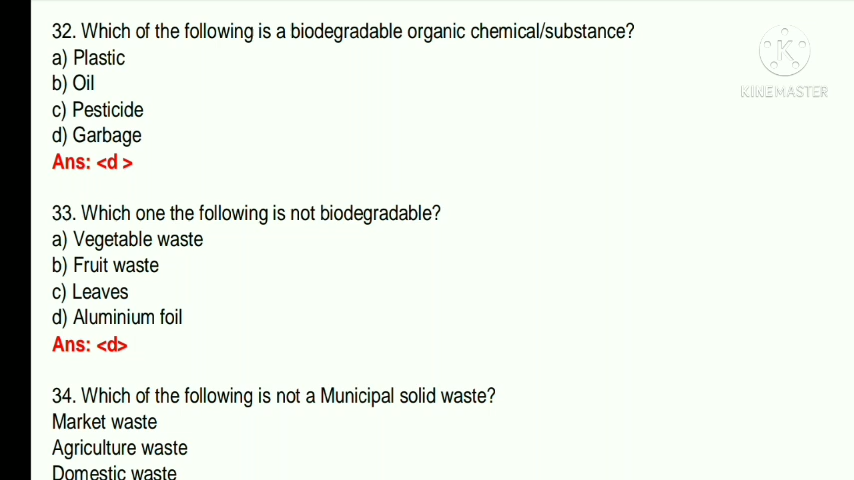 32. Which of the following is a biodegradable organic chemical/substance?
a) Plastic
b) Oil
c) Pesticide
d) Garbage
Ans: <d >
33. Which one the following is not biodegradable?
a) Vegetable waste
b) Fruit waste
c) Leaves
d) Aluminium foil
Ans: <d>
34. Which of the following is not a Municipal solid waste?
Market waste
Agriculture waste
Domestic waste
K
KINEMASTER